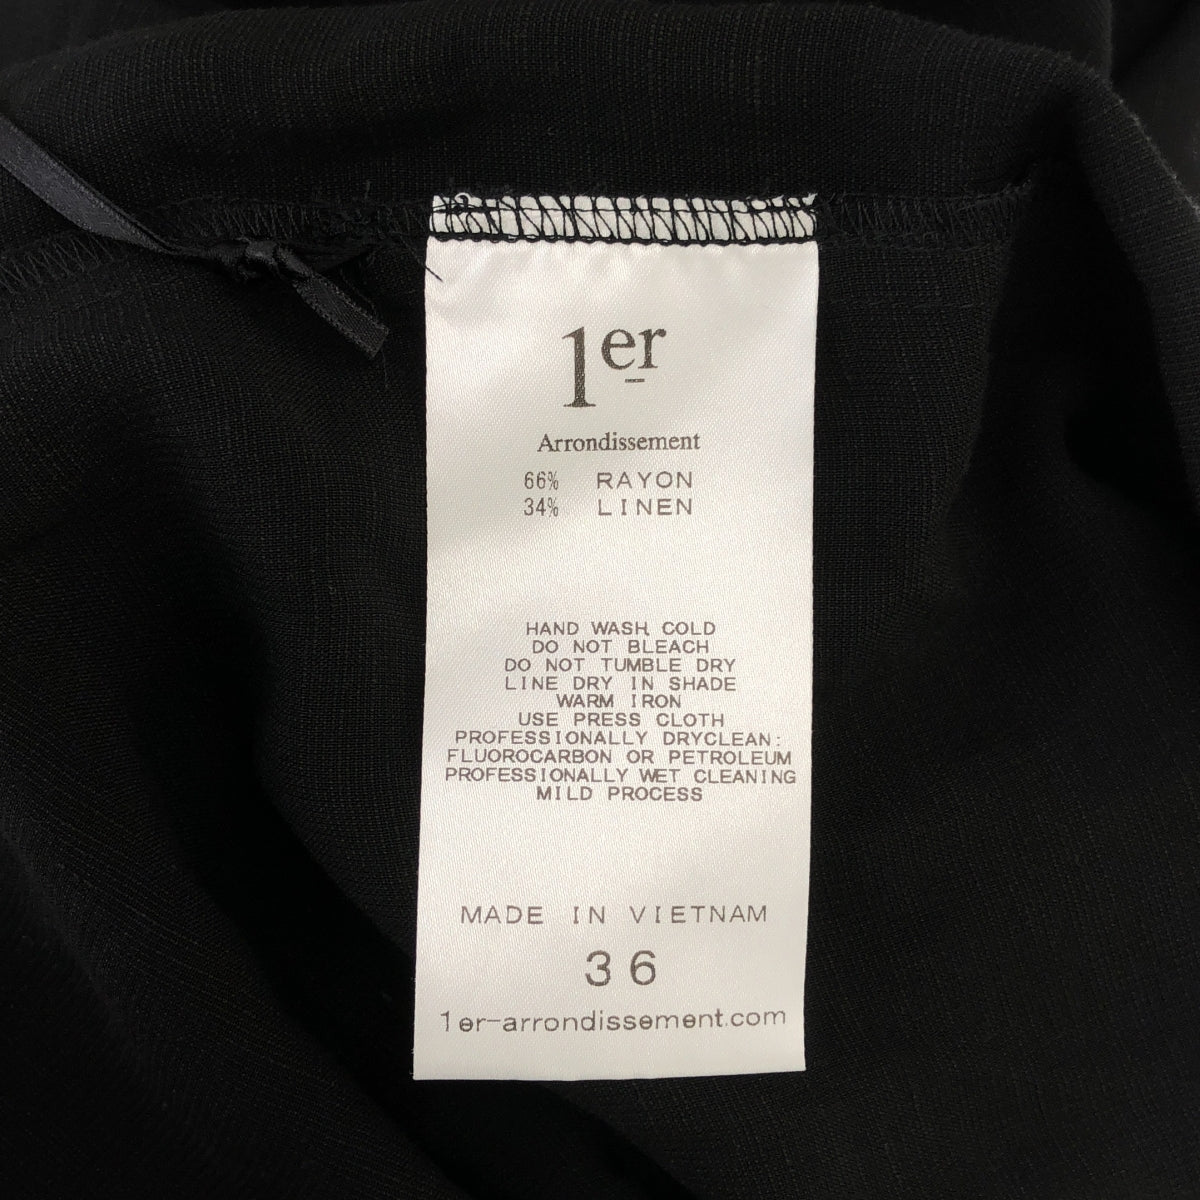 1er
Arrondissement
66% RAYON
34% LINEN
HAND WASH COLD
DO NOT BLEACH
DO NOT TUMBLE DRY
LINE DRY IN SHADE
WARM IRON
USE PRESS CLOTH
PROFESSIONALLY DRYCLEAN:
FLUOROCARBON OR PETROLEUM
PROFESSIONALLY WET CLEANING
MILD PROCESS
MADE IN VIETNAM
36
1er-arrondissement.com